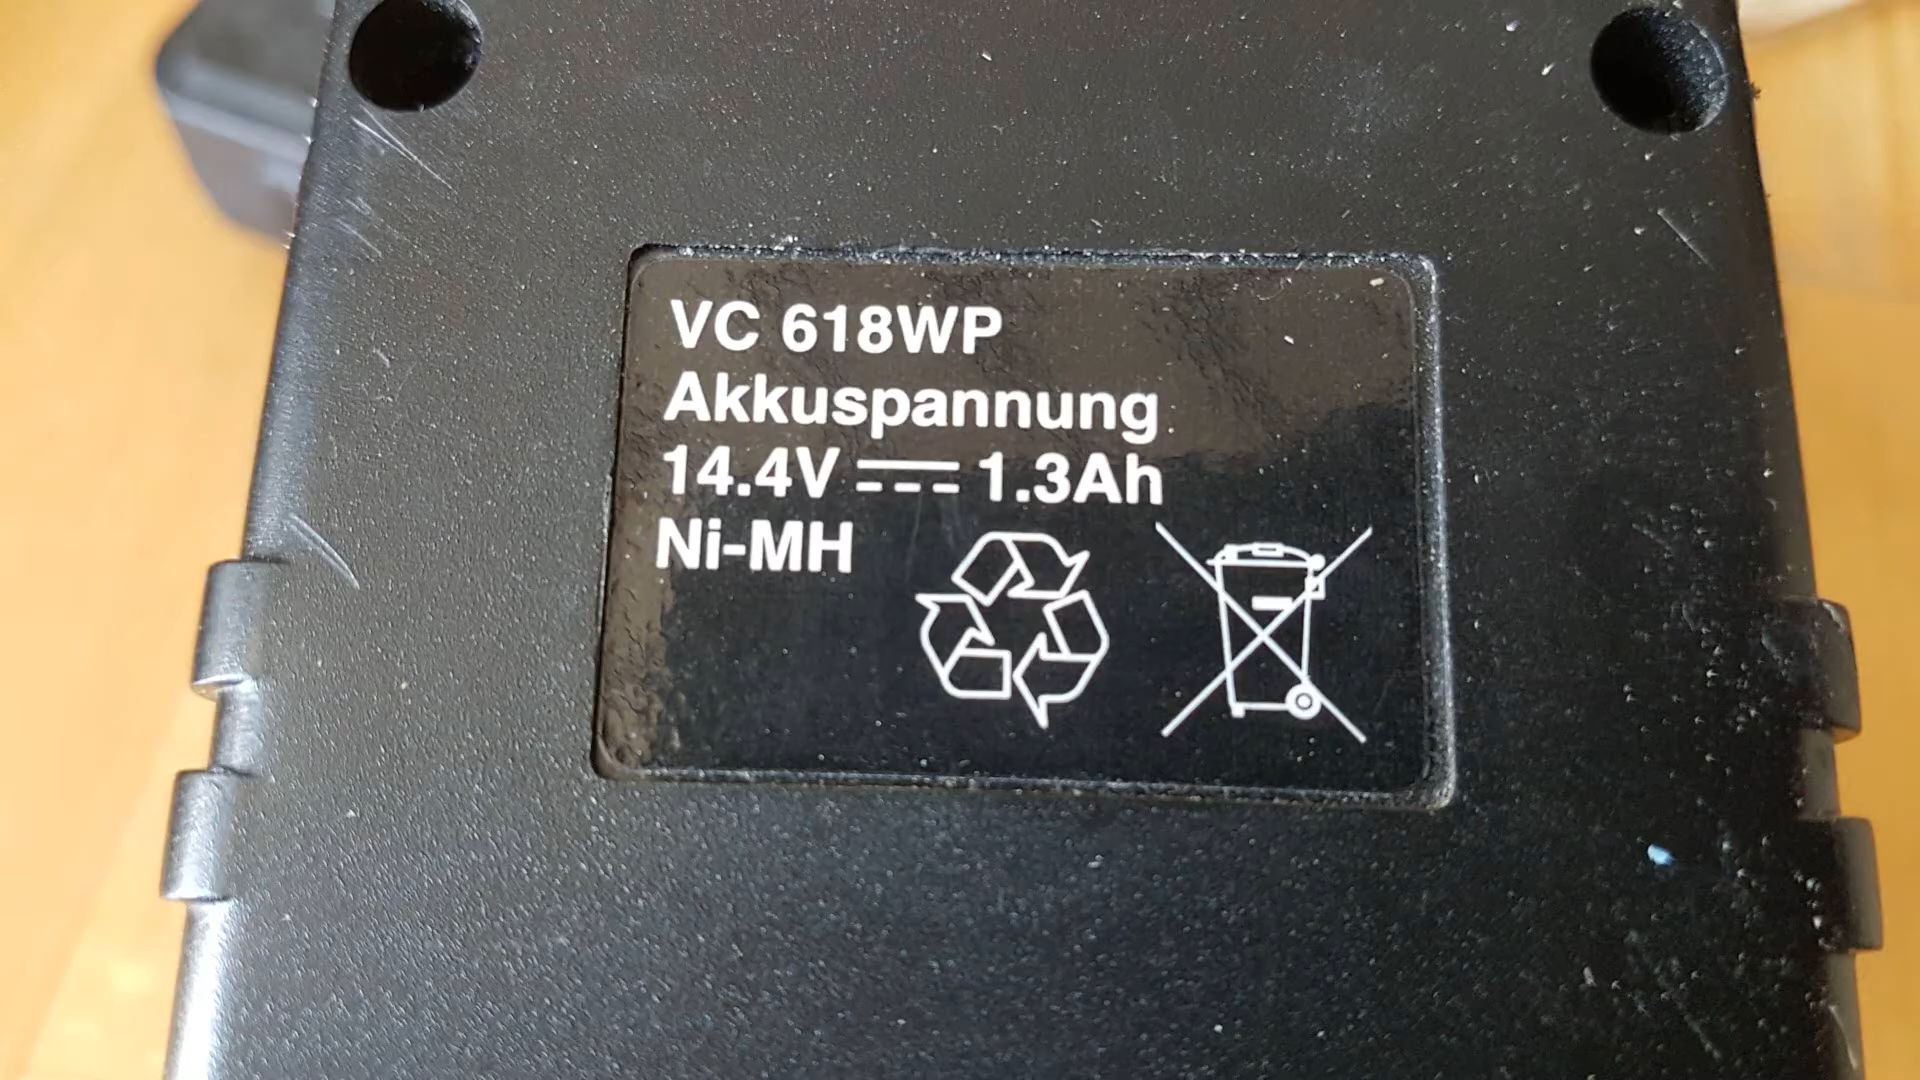 VC 618WP
Akkuspannung
14.4V ⎓ 1.3Ah
Ni-MH